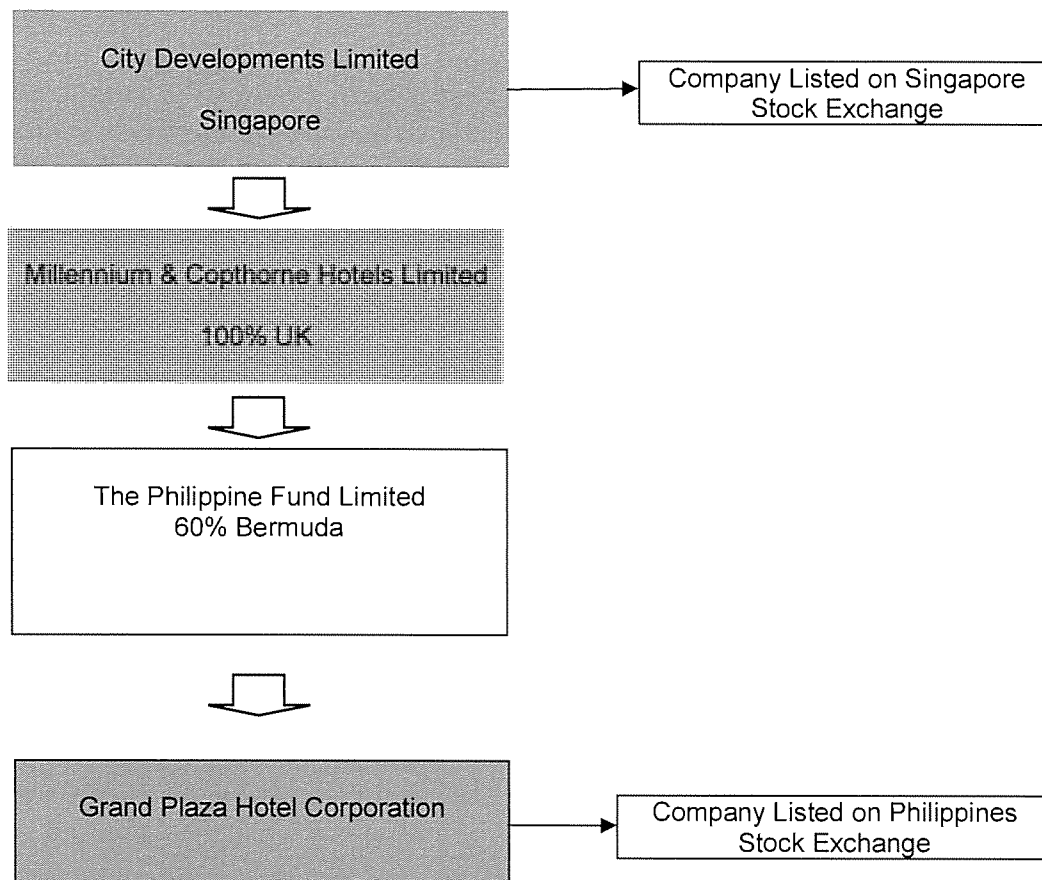 City Developments Limited
Singapore
Company Listed on Singapore
Stock Exchange
Millennium & Copthorne Hotels Limited
100% UK
The Philippine Fund Limited
60% Bermuda
Grand Plaza Hotel Corporation
Company Listed on Philippines
Stock Exchange